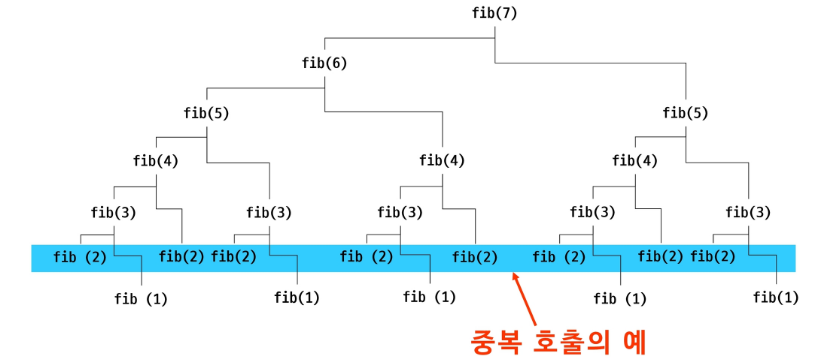 fib(7)
fib(6)
fib(5) fib(5)
fib(4) fib(4) fib(4)
fib(3) fib(3) fib(3) fib(3) fib(3)
fib (2) fib(2) fib(2) fib (2) fib(2) fib (2) fib(2) fib(2)
fib (1) fib(1) fib (1) fib (1) fib(1)
중복 호출의 예